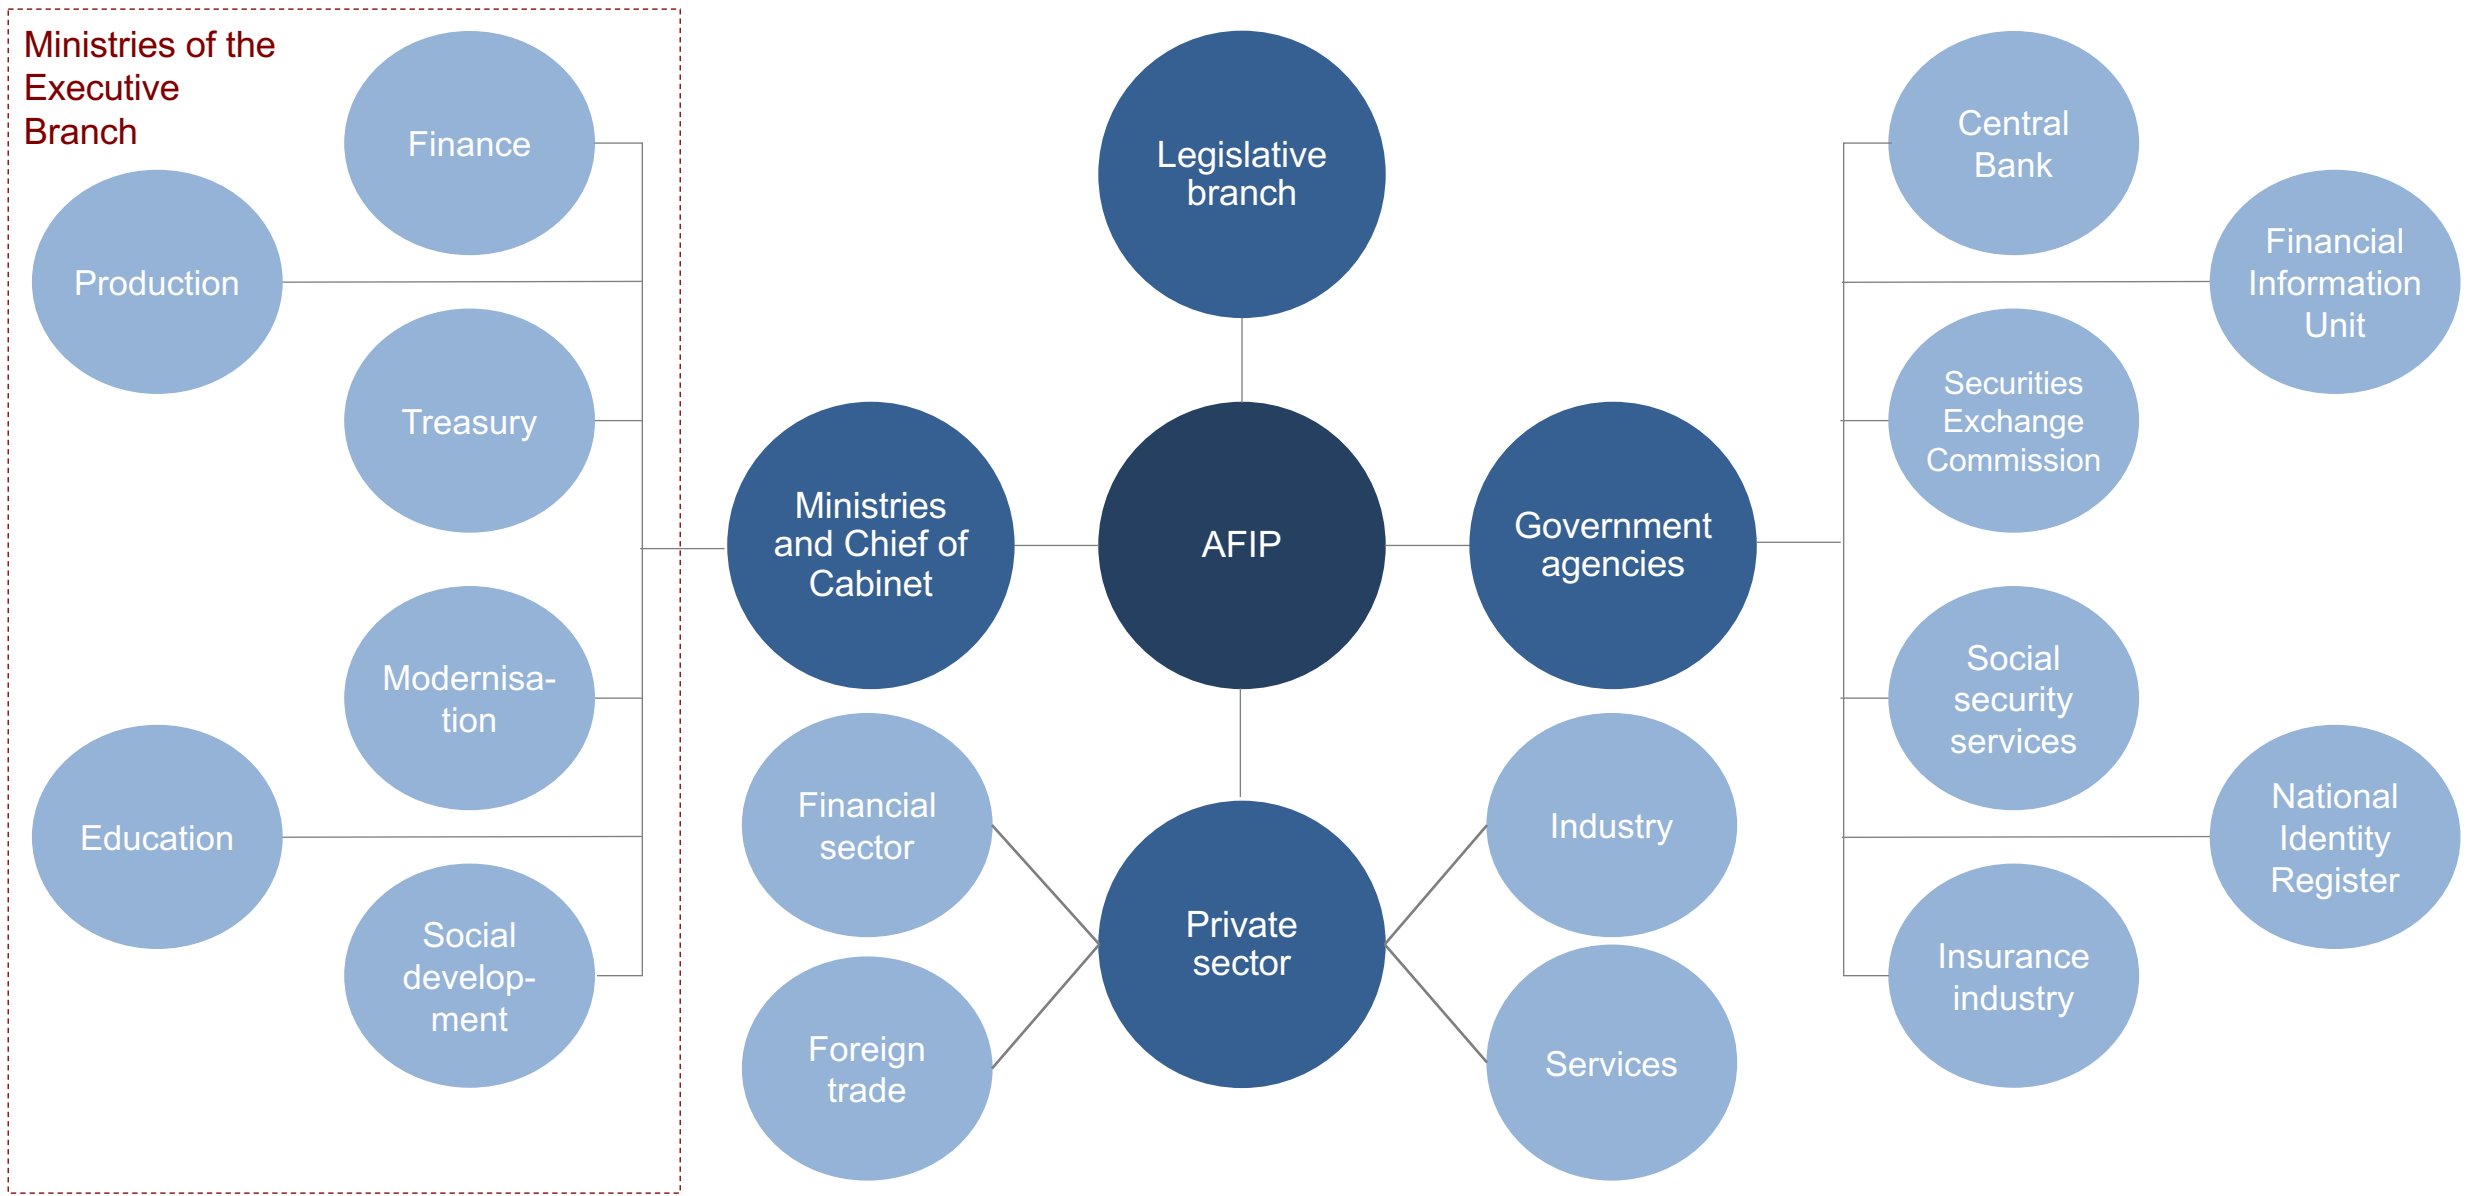 Ministries of the
Executive
Branch
Finance
Production
Treasury
Modernisa-
tion
Education
Social
develop-
ment
Legislative
branch
Ministries
and Chief of
Cabinet
AFIP
Government
agencies
Financial
sector
Industry
Private
sector
Foreign
trade
Services
Central
Bank
Financial
Information
Unit
Securities
Exchange
Commission
Social
security
services
National
Identity
Register
Insurance
industry